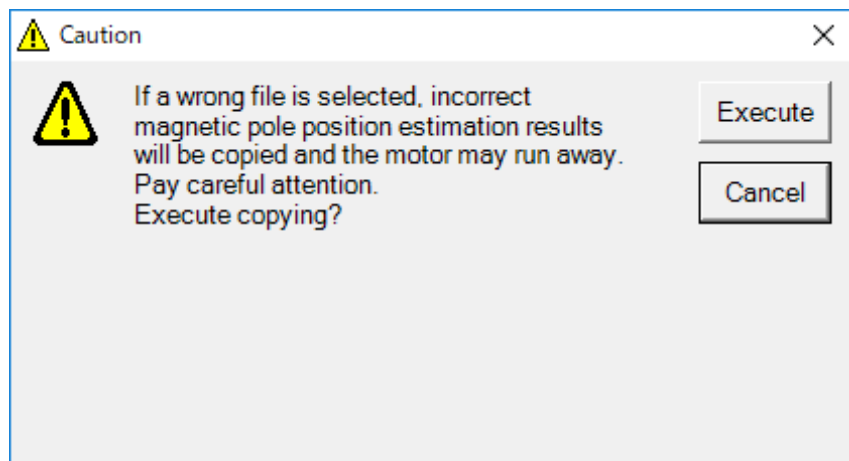 Caution
If a wrong file is selected, incorrect
magnetic pole position estimation results
will be copied and the motor may run away.
Pay careful attention.
Execute copying?
Execute
Cancel